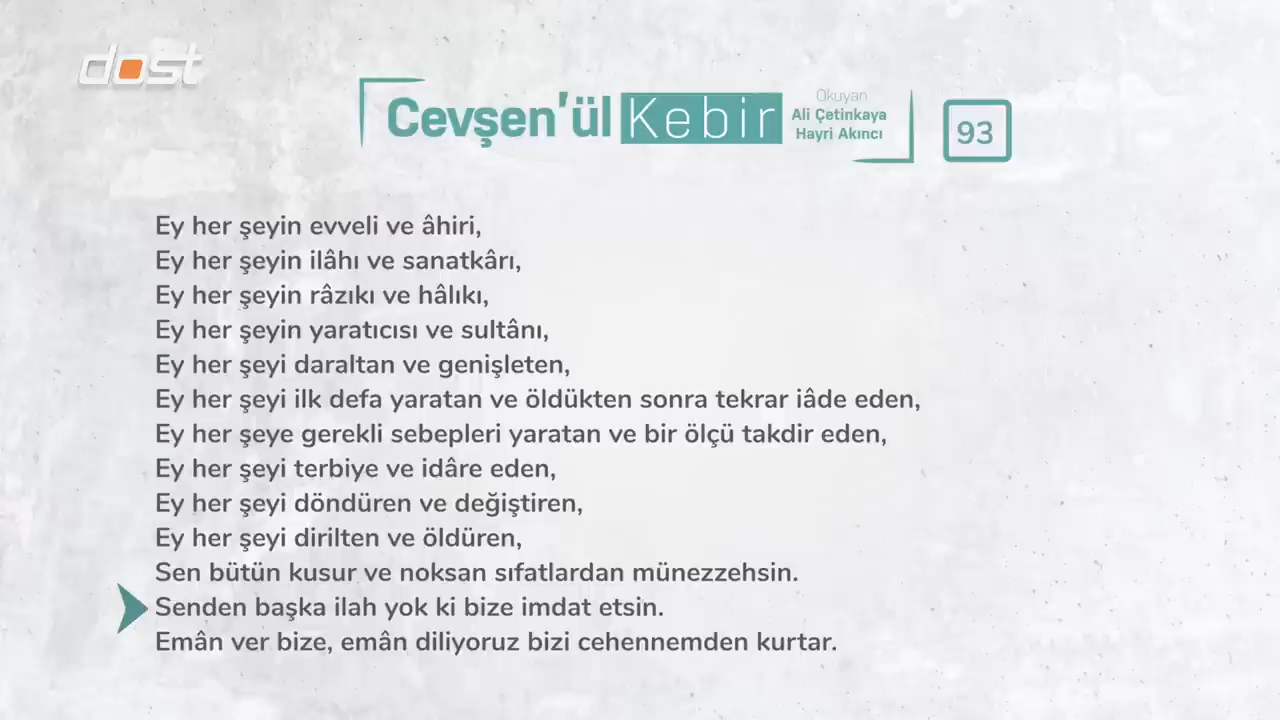 dost
Cevşen'ül Kebir
Okuyan
Ali Çetinkaya
Hayri Akıncı
93
Ey her şeyin evveli ve âhiri,
Ey her şeyin ilâhı ve sanatkârı,
Ey her şeyin râzıkı ve hâlıkı,
Ey her şeyin yaratıcısı ve sultânı,
Ey her şeyi daraltan ve genişleten,
Ey her şeyi ilk defa yaratan ve öldükten sonra tekrar iâde eden,
Ey her şeye gerekli sebepleri yaratan ve bir ölçü takdir eden,
Ey her şeyi terbiye ve idâre eden,
Ey her şeyi döndüren ve değiştiren,
Ey her şeyi dirilten ve öldüren,
Sen bütün kusur ve noksan sıfatlardan münezzehsin.
Senden başka ilah yok ki bize imdat etsin.
Emân ver bize, emân diliyoruz bizi cehennemden kurtar.